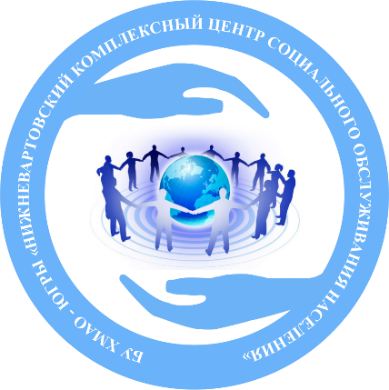 БУ ХМАО - ЮГРЫ «НИЖНЕВАРТОВСКИЙ КОМПЛЕКСНЫЙ ЦЕНТР СОЦИАЛЬНОГО ОБСЛУЖИВАНИЯ НАСЕЛЕНИЯ»